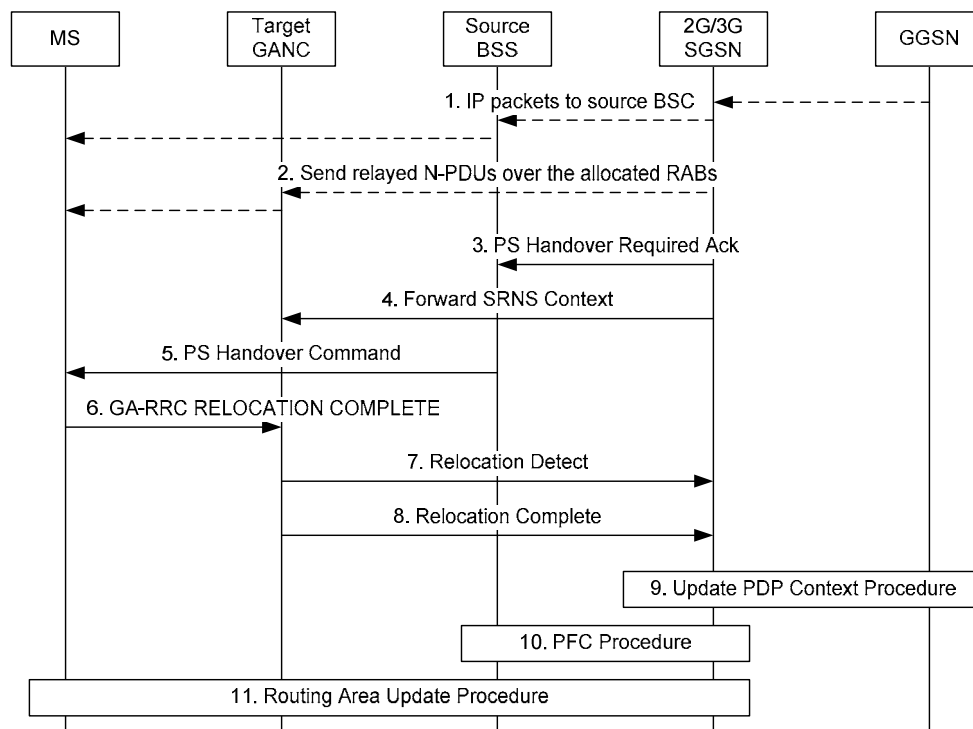 MS
Target
GANC
Source
BSS
2G/3G
SGSN
GGSN
1. IP packets to source BSC
2. Send relayed N-PDUs over the allocated RABs
3. PS Handover Required Ack
4. Forward SRNS Context
5. PS Handover Command
6. GA-RRC RELOCATION COMPLETE
7. Relocation Detect
8. Relocation Complete
9. Update PDP Context Procedure
10. PFC Procedure
11. Routing Area Update Procedure